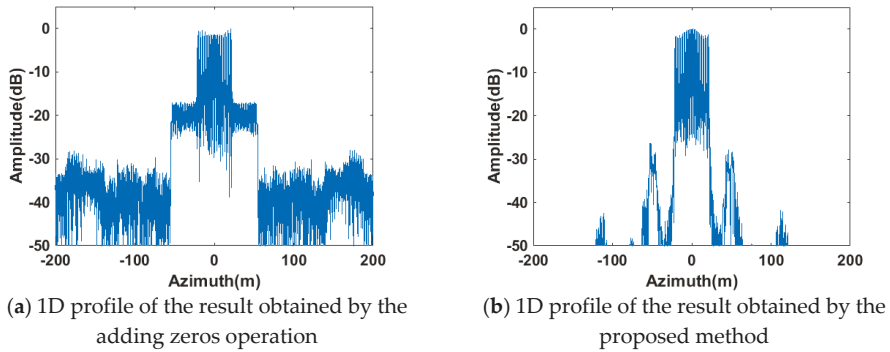 0
-10
-20
-30
-40
-50
Amplitude(dB)
-200 -100 0 100 200
Azimuth(m)
(a) 1D profile of the result obtained by the
adding zeros operation
0
-10
-20
-30
-40
-50
Amplitude(dB)
-200 -100 0 100 200
Azimuth(m)
(b) 1D profile of the result obtained by the
proposed method